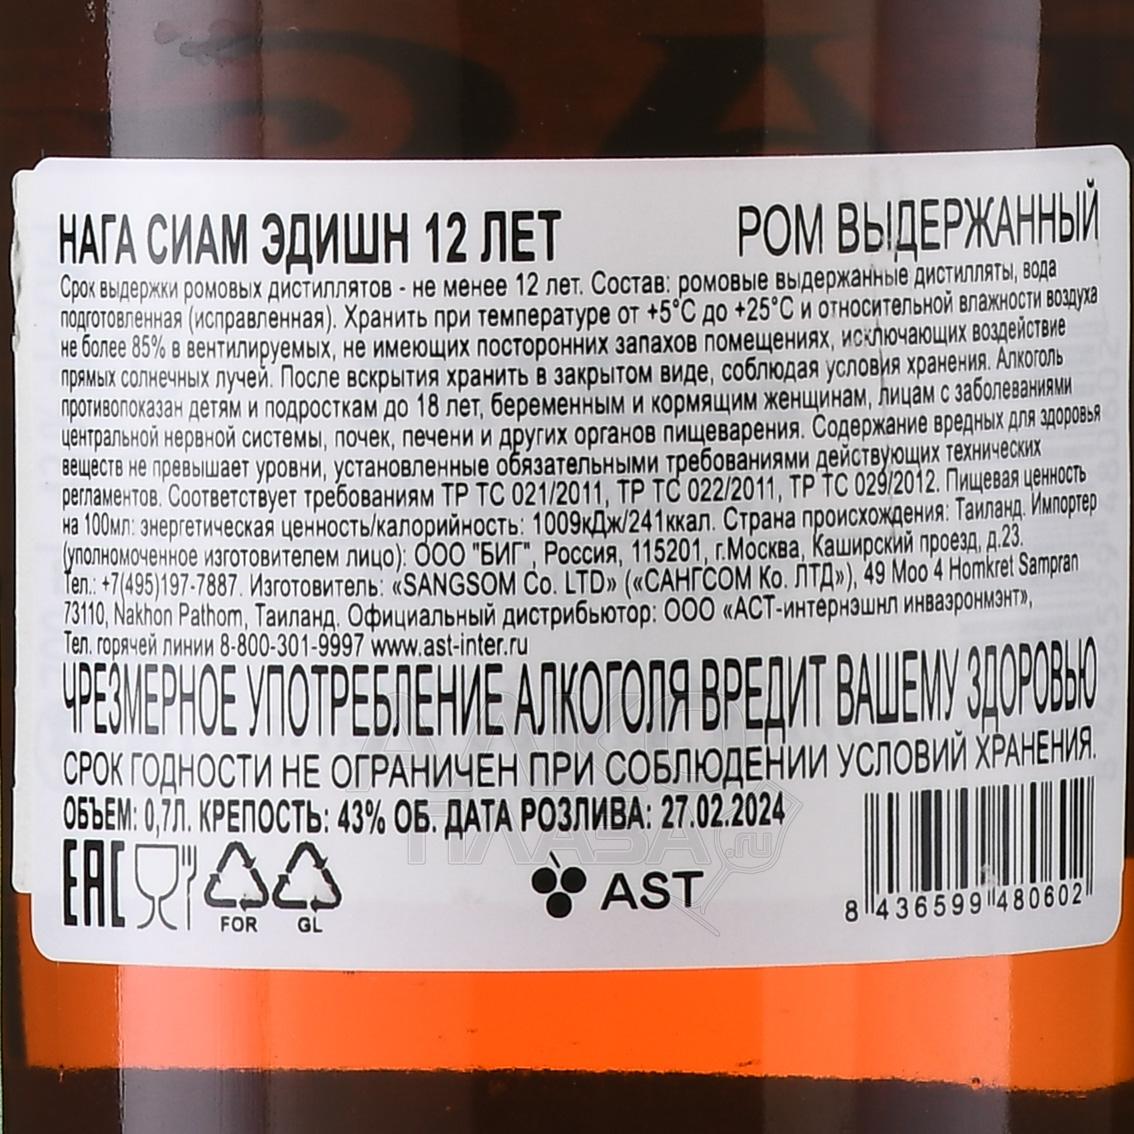 НАГА СИАМ ЭДИШН 12 ЛЕТ РОМ ВЫДЕРЖАННЫЙ
Срок выдержки ромовых дистиллятов - не менее 12 лет. Состав: ромовые выдержанные дистилляты, вода
подготовленная (исправленная). Хранить при температуре от +5°С до +25°С и относительной влажности воздуха
не более 85% в вентилируемых, не имеющих посторонних запахов помещениях, исключающих воздействие
прямых солнечных лучей. После вскрытия хранить в закрытом виде, соблюдая условия хранения. Алкоголь
противопоказан детям и подросткам до 18 лет, беременным и кормящим женщинам, лицам с заболеваниями
центральной нервной системы, почек, печени и других органов пищеварения. Содержание вредных для здоровья
веществ не превышает уровни, установленные обязательными требованиями действующих технических
регламентов. Соответствует требованиям ТР ТС 021/2011, ТР ТС 022/2011, ТР ТС 029/2012. Пищевая ценность
на 100мл: энергетическая ценность/калорийность: 1009кДж/241ккал. Страна происхождения: Таиланд. Импортер
(уполномоченное изготовителем лицо): ООО "БИГ", Россия, 115201, г.Москва, Каширский проезд, д.23.
Тел.: +7(495)197-7887. Изготовитель: «SANGSOM Co. LTD» («САНГСОМ Ко. ЛТД»), 49 Moo 4 Homkret Sampran
73110, Nakhon Pathom, Таиланд. Официальный дистрибьютор: ООО «АСТ-интернэшнл инваэронмэнт»,
Тел. горячей линии 8-800-301-9997 www.ast-inter.ru
ЧРЕЗМЕРНОЕ УПОТРЕБЛЕНИЕ АЛКОГОЛЯ ВРЕДИТ ВАШЕМУ ЗДОРОВЬЮ
СРОК ГОДНОСТИ НЕ ОГРАНИЧЕН ПРИ СОБЛЮДЕНИИ УСЛОВИЙ ХРАНЕНИЯ.
ОБЪЕМ: 0,7Л. КРЕПОСТЬ: 43% ОБ. ДАТА РОЗЛИВА: 27.02.2024
АЛКО
ПЛАЗА.ru
EAC
FOR
GL
AST
8 436599 480602